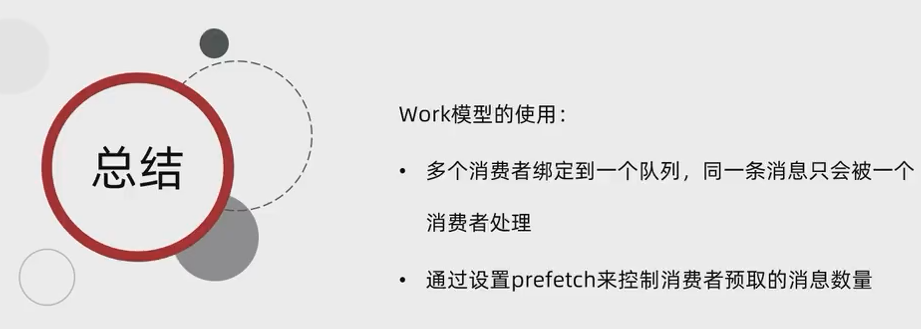 总结
Work模型的使用：
• 多个消费者绑定到一个队列，同一条消息只会被一个
消费者处理
• 通过设置prefetch来控制消费者预取的消息数量